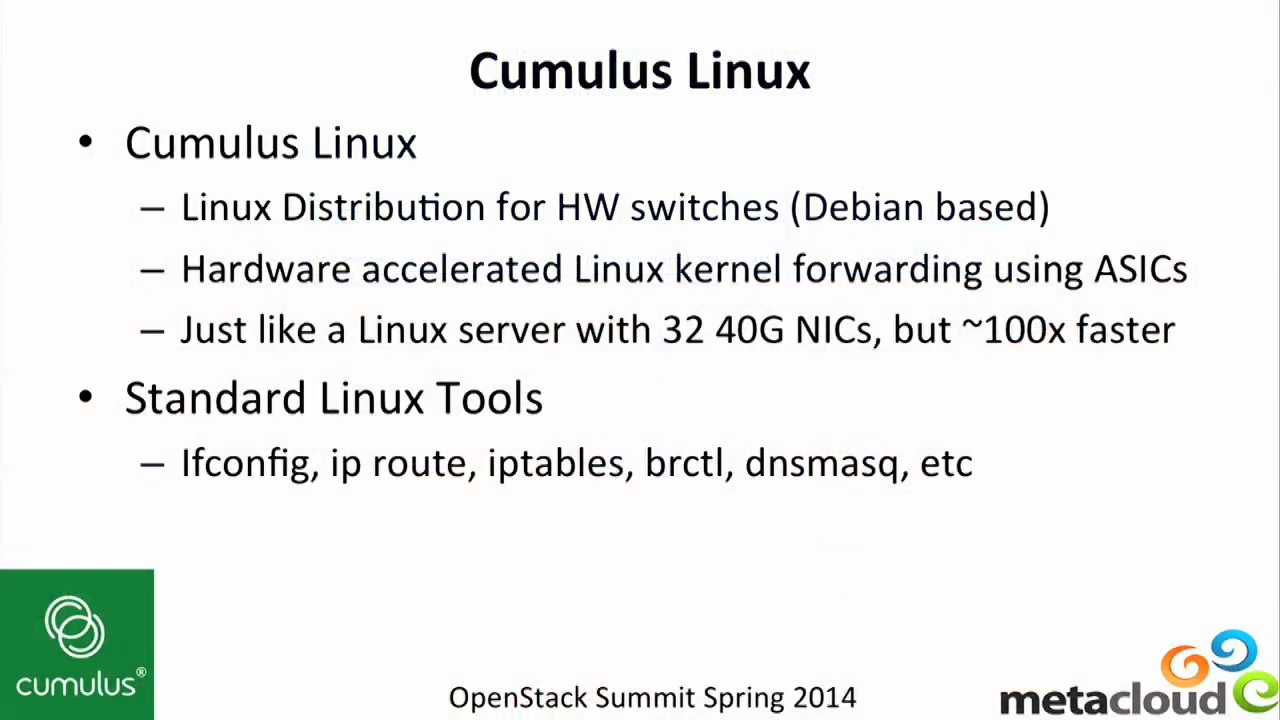 Cumulus Linux
• Cumulus Linux
– Linux Distribution for HW switches (Debian based)
– Hardware accelerated Linux kernel forwarding using ASICs
– Just like a Linux server with 32 40G NICs, but ~100x faster
• Standard Linux Tools
– Ifconfig, ip route, iptables, brctl, dnsmasq, etc
cumulus®
OpenStack Summit Spring 2014
metacloud